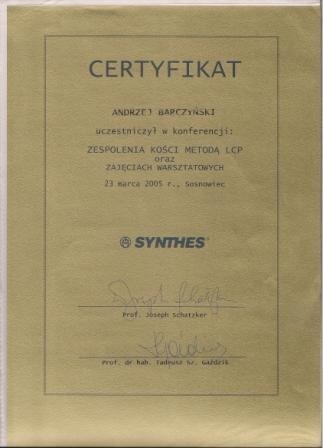 CERTYFIKAT
ANDRZEJ BARCZYŃSKI
uczestniczył w konferencji:
ZESPOLENIA KOŚCI METODĄ LCP
oraz
ZAJĘCIACH WARSZTATOWYCH
23 marca 2005 r., Sosnowiec
SYNTHES®
Prof. Joseph Schatzker
Prof. dr hab. Tadeusz Sz. Gaździk